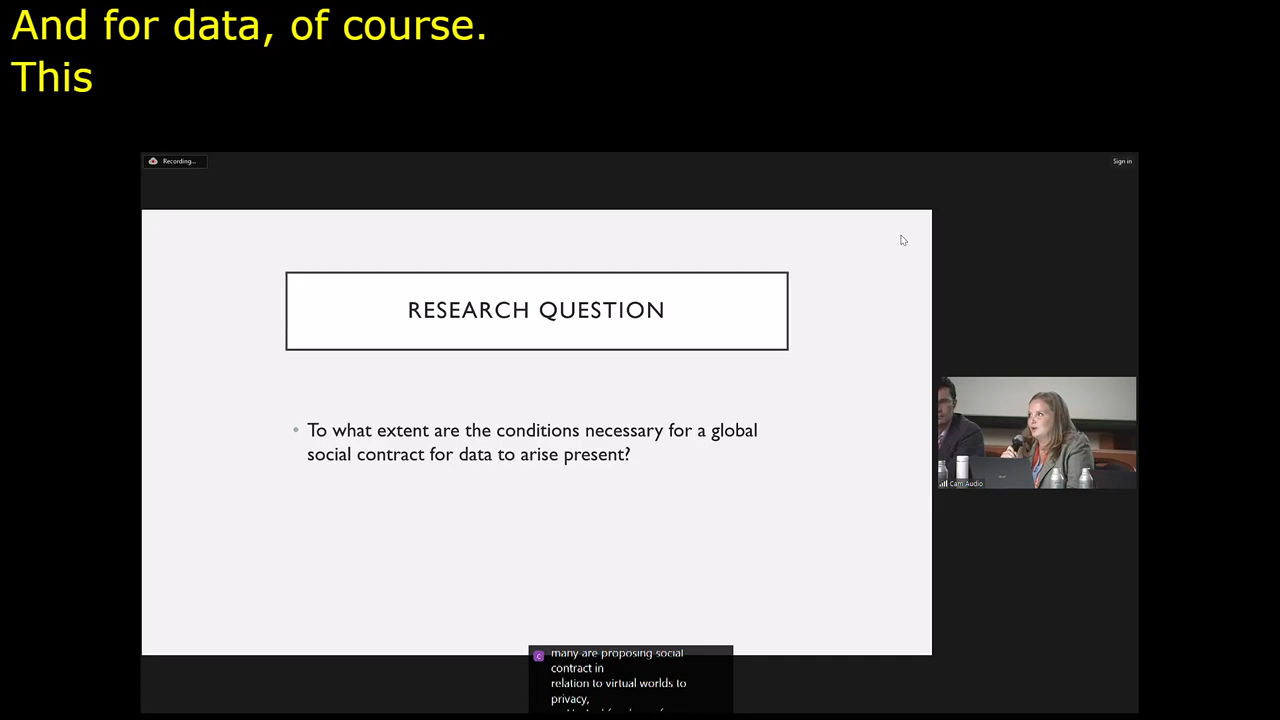 And for data, of course.
This
Recording...
Sign in
RESEARCH QUESTION
• To what extent are the conditions necessary for a global
social contract for data to arise present?
Cam Audio
C
many are proposing social
contract in
relation to virtual worlds to
privacy,